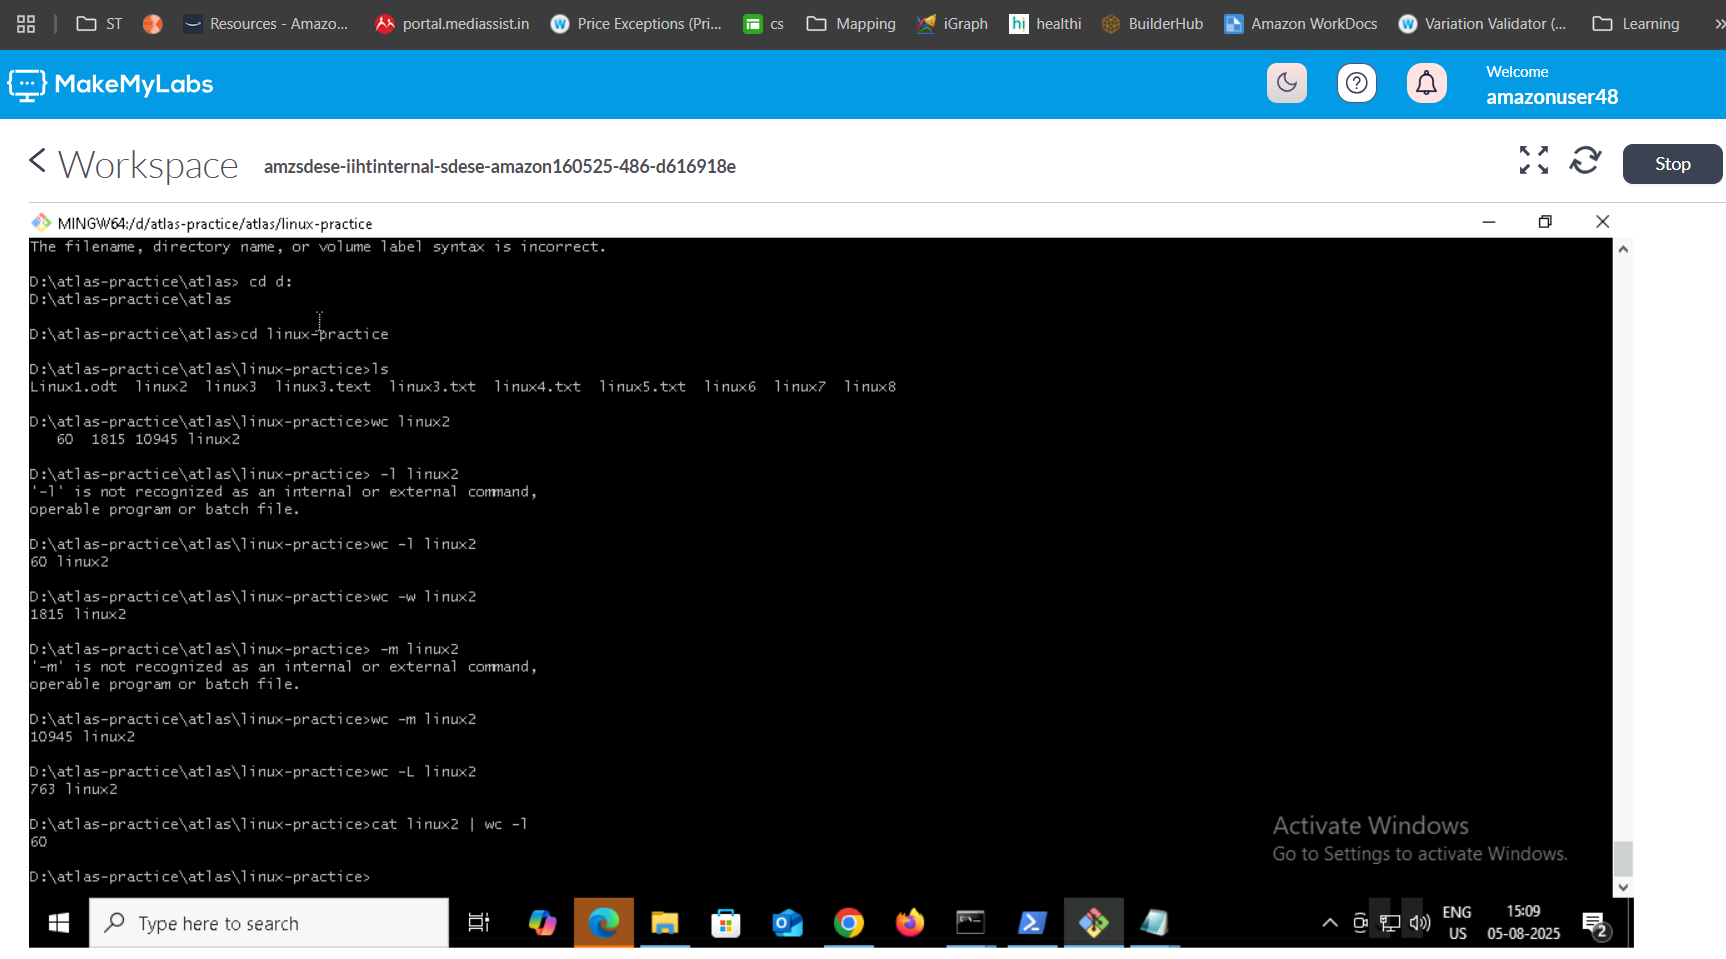 ST
Resources - Amazo...
portal.mediassist.in
Price Exceptions (Pri...
cs
Mapping
iGraph
hi healthi
BuilderHub
Amazon WorkDocs
Variation Validator (...
Learning
MakeMyLabs
Welcome
amazonuser48
Workspace
amzsdese-iihtinternal-sdese-amazon160525-486-d616918e
Stop
MINGW64:/d/atlas-practice/atlas/linux-practice
The filename, directory name, or volume label syntax is incorrect.
D:\atlas-practice\atlas> cd d:
D:\atlas-practice\atlas
D:\atlas-practice\atlas>cd linux-practice
D:\atlas-practice\atlas\linux-practice>ls
Linux1.odt  linux2  linux3  linux3.text  linux3.txt  linux4.txt  linux5.txt  linux6  linux7  linux8
D:\atlas-practice\atlas\linux-practice>wc linux2
60  1815 10945 linux2
D:\atlas-practice\atlas\linux-practice> -l linux2
'-l' is not recognized as an internal or external command,
operable program or batch file.
D:\atlas-practice\atlas\linux-practice>wc -l linux2
60 linux2
D:\atlas-practice\atlas\linux-practice>wc -w linux2
1815 linux2
D:\atlas-practice\atlas\linux-practice> -m linux2
'-m' is not recognized as an internal or external command,
operable program or batch file.
D:\atlas-practice\atlas\linux-practice>wc -m linux2
10945 linux2
D:\atlas-practice\atlas\linux-practice>wc -L linux2
763 linux2
D:\atlas-practice\atlas\linux-practice>cat linux2 | wc -l
60
D:\atlas-practice\atlas\linux-practice>
Activate Windows
Go to Settings to activate Windows.
Type here to search
ENG
US
15:09
05-08-2025
2